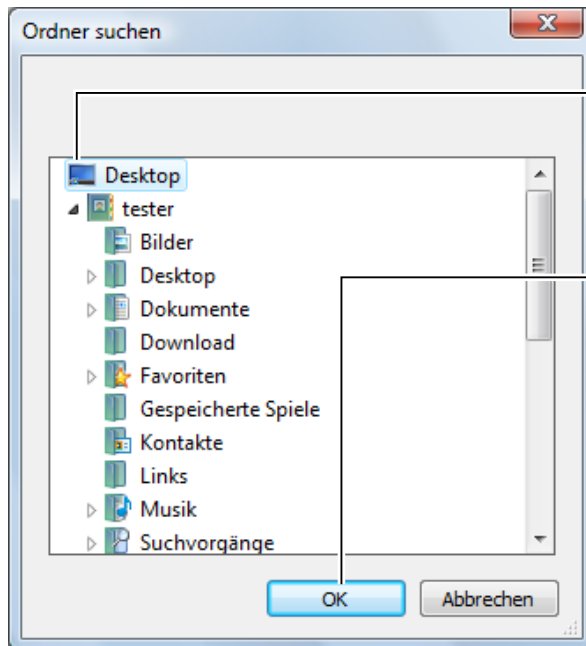 Ordner suchen
Desktop
tester
Bilder
Desktop
Dokumente
Download
Favoriten
Gespeicherte Spiele
Kontakte
Links
Musik
Suchvorgänge
OK Abbrechen